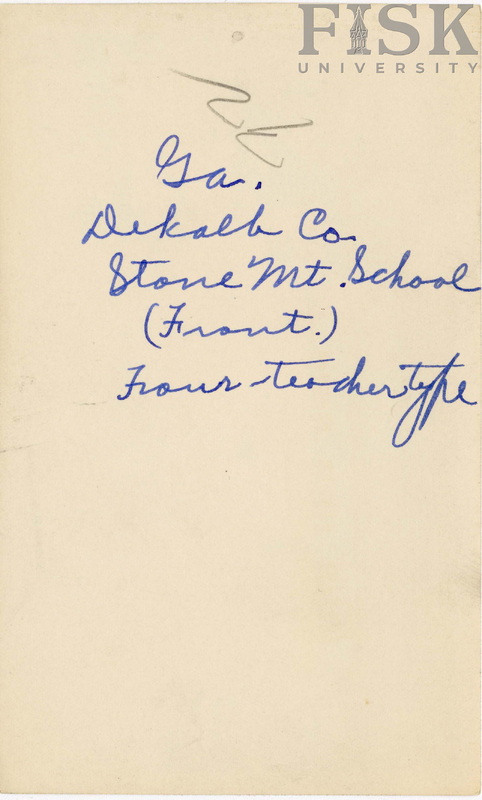 FISK
UNIVERSITY
Ga.
Dekalb Co.
Stone Mt. School
(Front.)
Four-teacher type